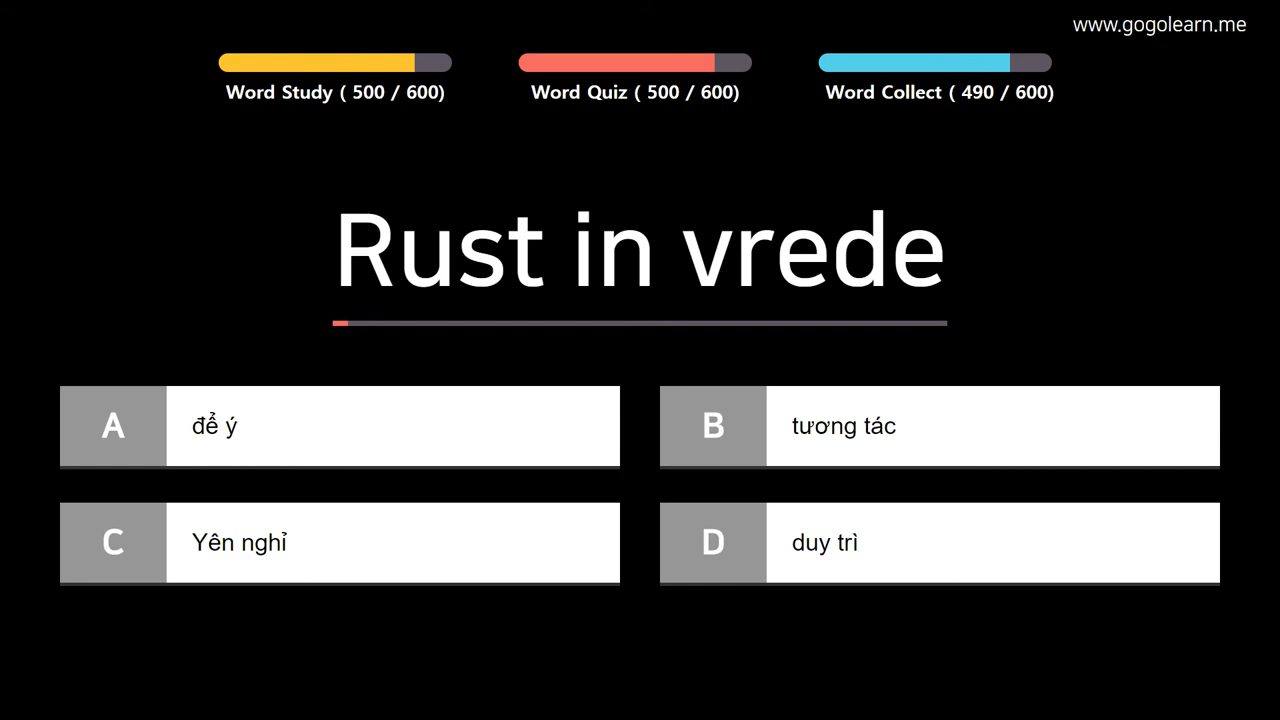 www.gogolearn.me
Word Study ( 500 / 600)
Word Quiz ( 500 / 600)
Word Collect ( 490 / 600)
Rust in vrede
A
để ý
B
tương tác
C
Yên nghỉ
D
duy trì